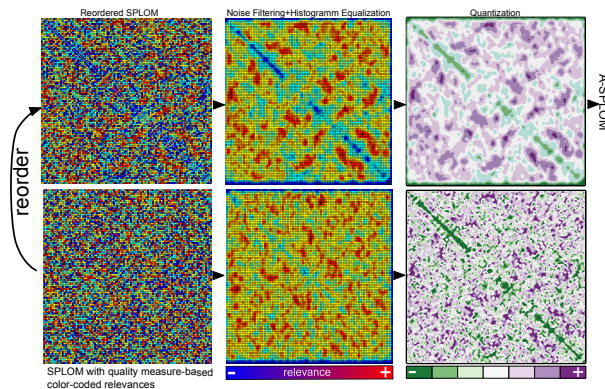 Reordered SPLOM
Noise Filtering+Histogramm Equalization
Quantization
A-SPLOM
reorder
SPLOM with quality measure-based
color-coded relevances
- relevance +
- +